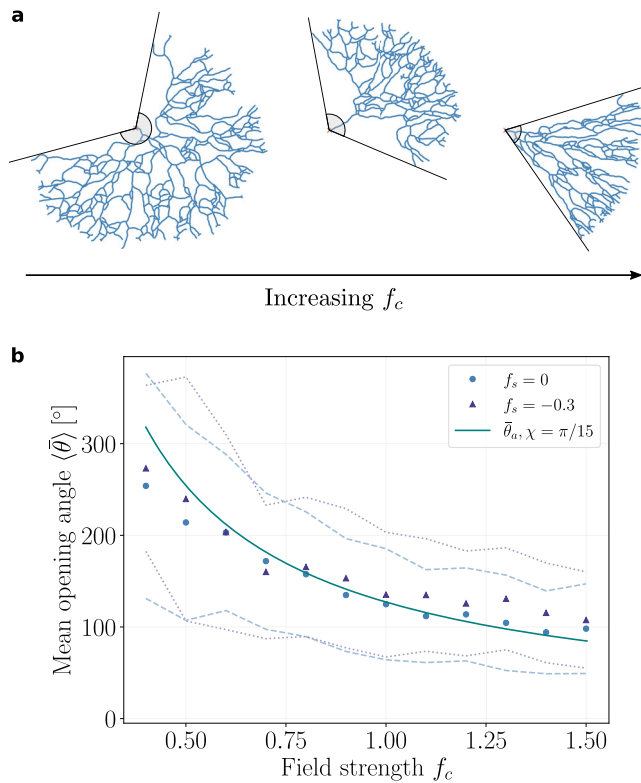 a
Increasing f_c
b
Mean opening angle ⟨θ̄⟩ [°]
300
200
100
0
f_s = 0
f_s = −0.3
θ̄_a, χ = π/15
0.50
0.75
1.00
1.25
1.50
Field strength f_c